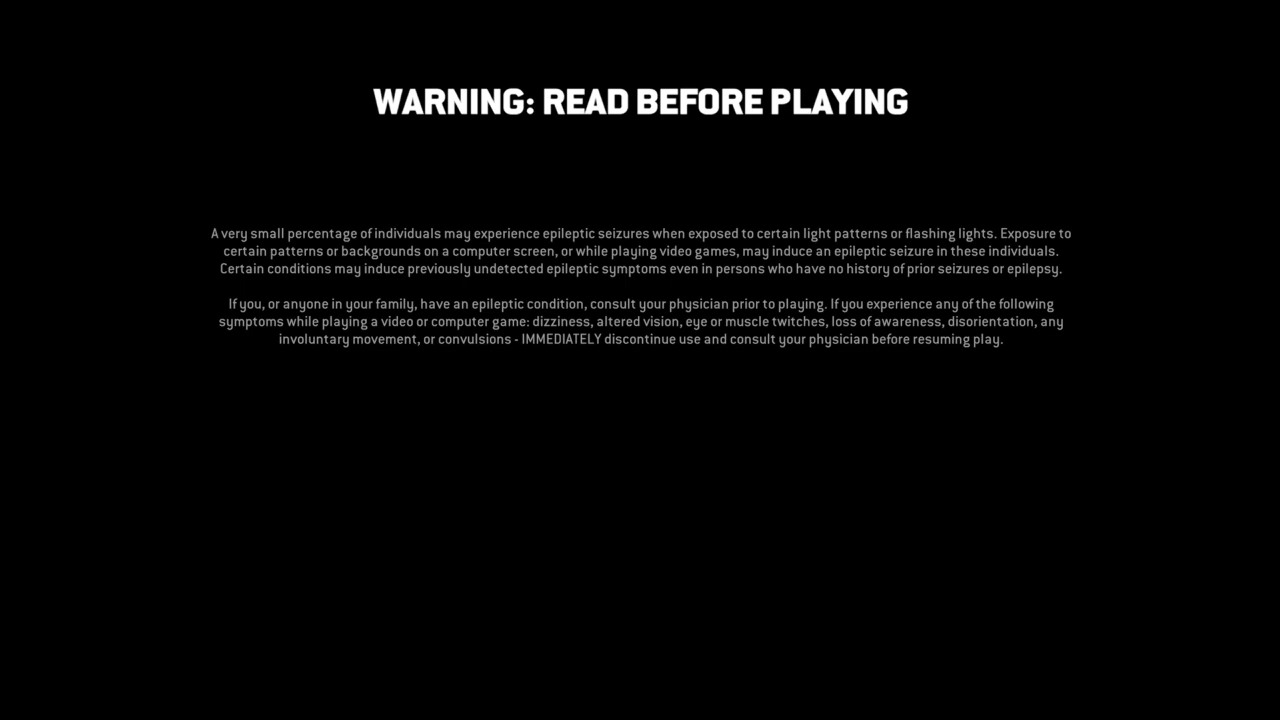 WARNING: READ BEFORE PLAYING
A very small percentage of individuals may experience epileptic seizures when exposed to certain light patterns or flashing lights. Exposure to
certain patterns or backgrounds on a computer screen, or while playing video games, may induce an epileptic seizure in these individuals.
Certain conditions may induce previously undetected epileptic symptoms even in persons who have no history of prior seizures or epilepsy.
If you, or anyone in your family, have an epileptic condition, consult your physician prior to playing. If you experience any of the following
symptoms while playing a video or computer game: dizziness, altered vision, eye or muscle twitches, loss of awareness, disorientation, any
involuntary movement, or convulsions - IMMEDIATELY discontinue use and consult your physician before resuming play.